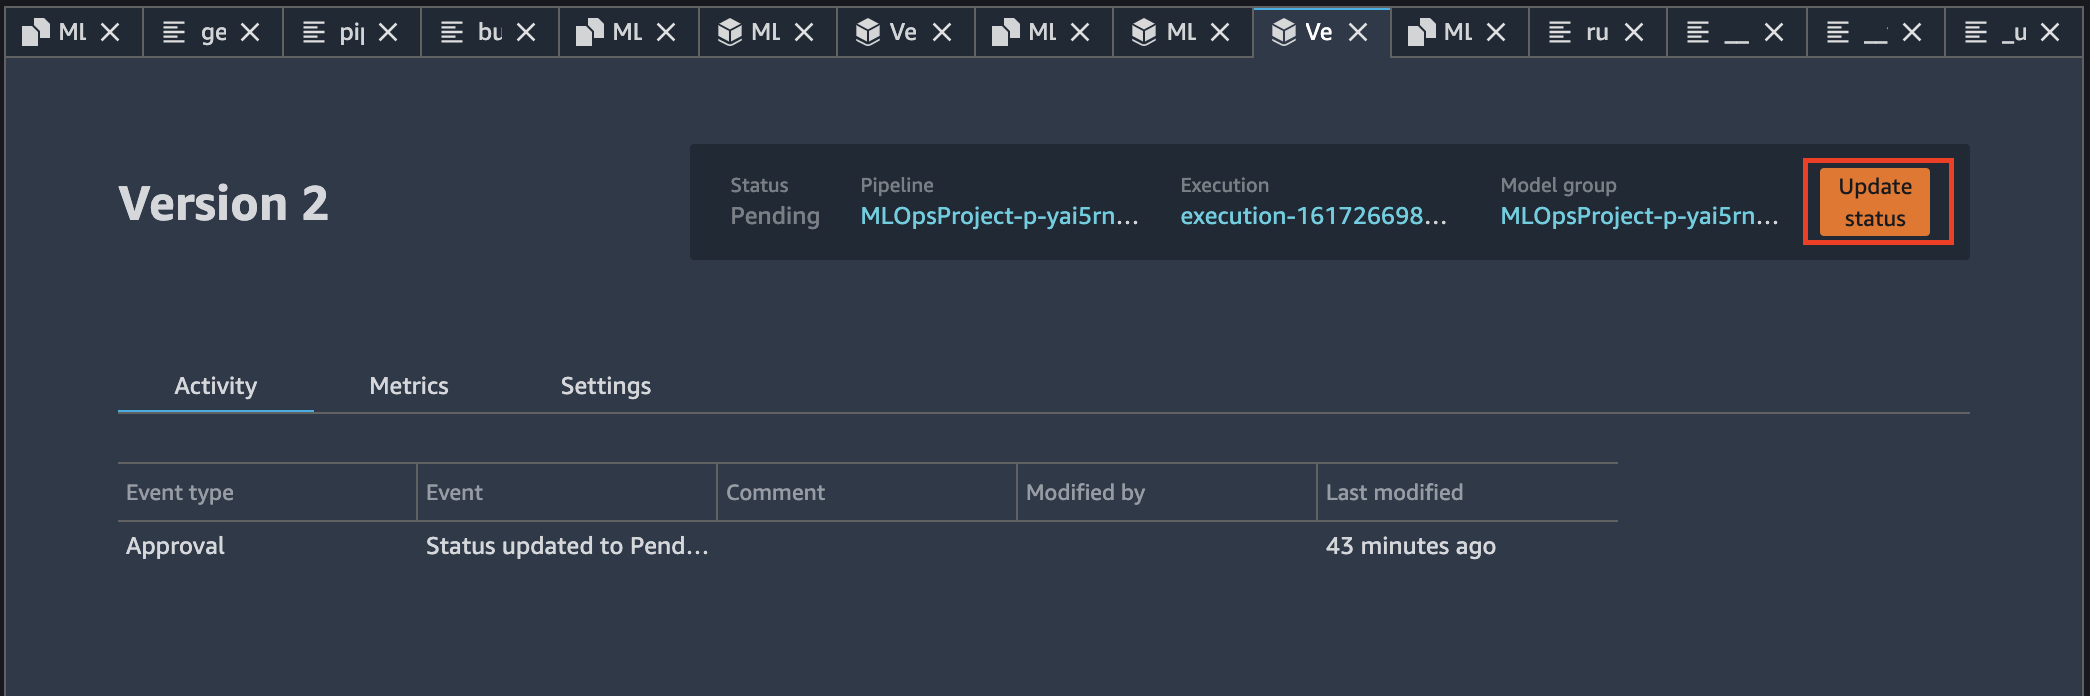 ML ge pi bu ML ML Ve ML ML Ve ML ru __ __ _u
Version 2
Status Pipeline Execution Model group
Pending MLOpsProject-p-yai5rn... execution-161726698... MLOpsProject-p-yai5rn...
Update
status
Activity Metrics Settings
Event type Event Comment Modified by Last modified
Approval Status updated to Pend... 43 minutes ago